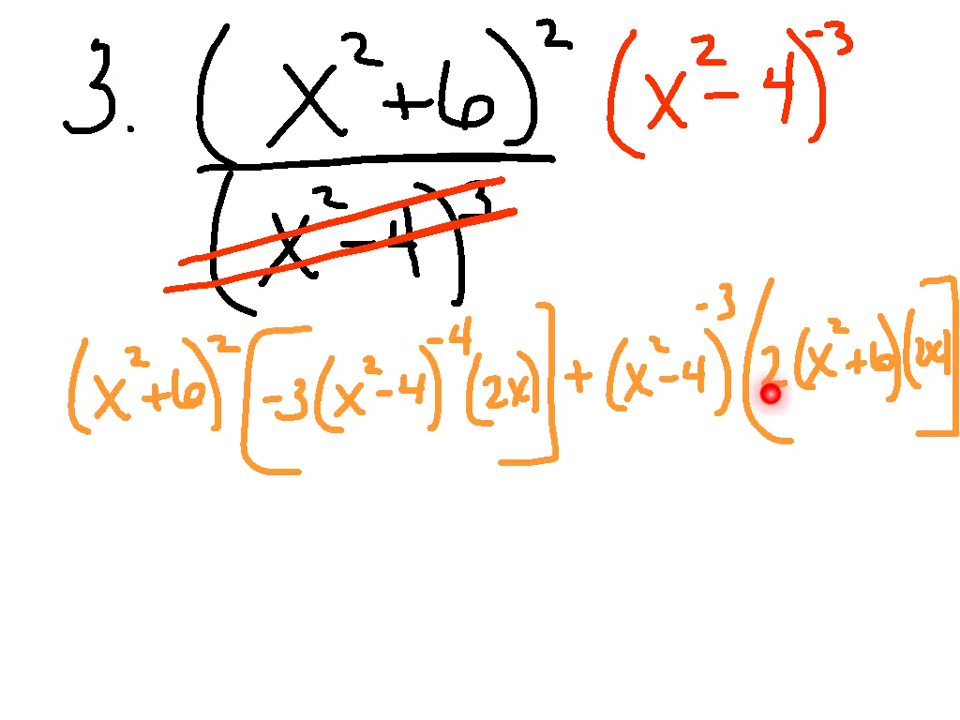 3. (x²+6)² (x²-4)⁻³
(x²-4)⁻³
(x²+6)² [-3(x²-4)⁻⁴(2x)] + (x²-4)⁻³ (2(x²+6)(2x)]